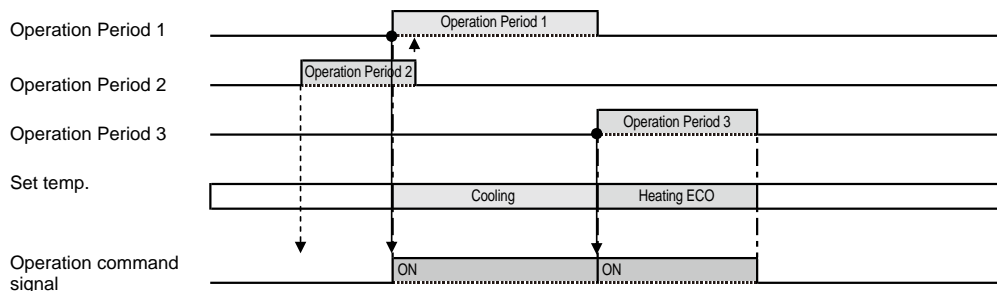 Operation Period 1
Operation Period 1
Operation Period 2
Operation Period 2
Operation Period 3
Operation Period 3
Set temp.
Cooling
Heating ECO
Operation command
signal
ON
ON